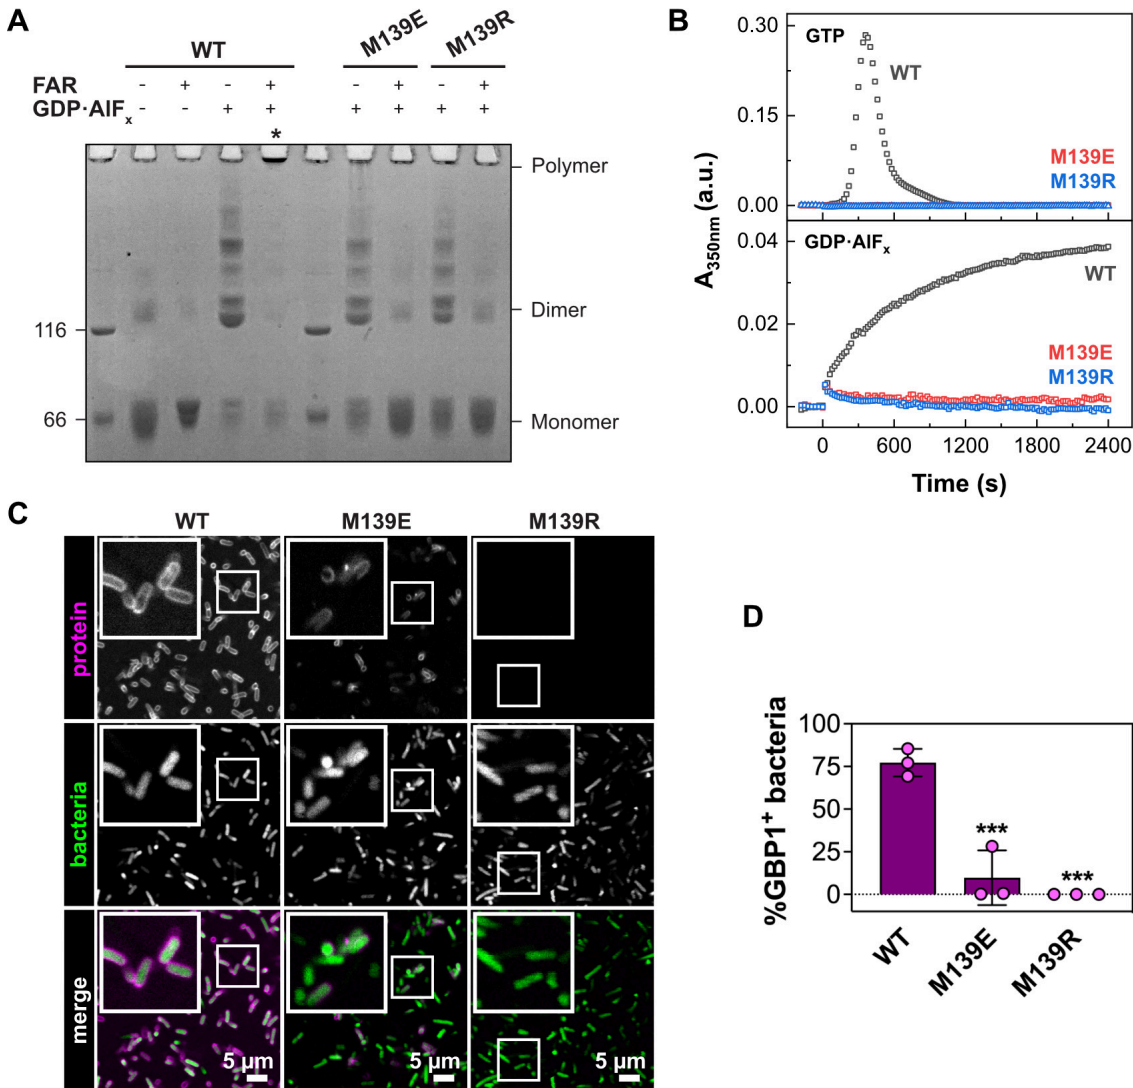 A
WT
M139E
M139R
FAR - + - + - + - +
GDP·AlFx - - + + + + + +
*
Polymer
Dimer
116
66
Monomer
B
GTP
WT
0.30
0.15
0.00
M139E
M139R
A350nm (a.u.)
GDP·AlFx
WT
0.04
0.02
0.00
M139E
M139R
0 600 1200 1800 2400
Time (s)
C
WT M139E M139R
protein
bacteria
merge
5 µm 5 µm 5 µm
D
%GBP1+ bacteria
100
75
50
25
0
*** ***
WT M139E M139R